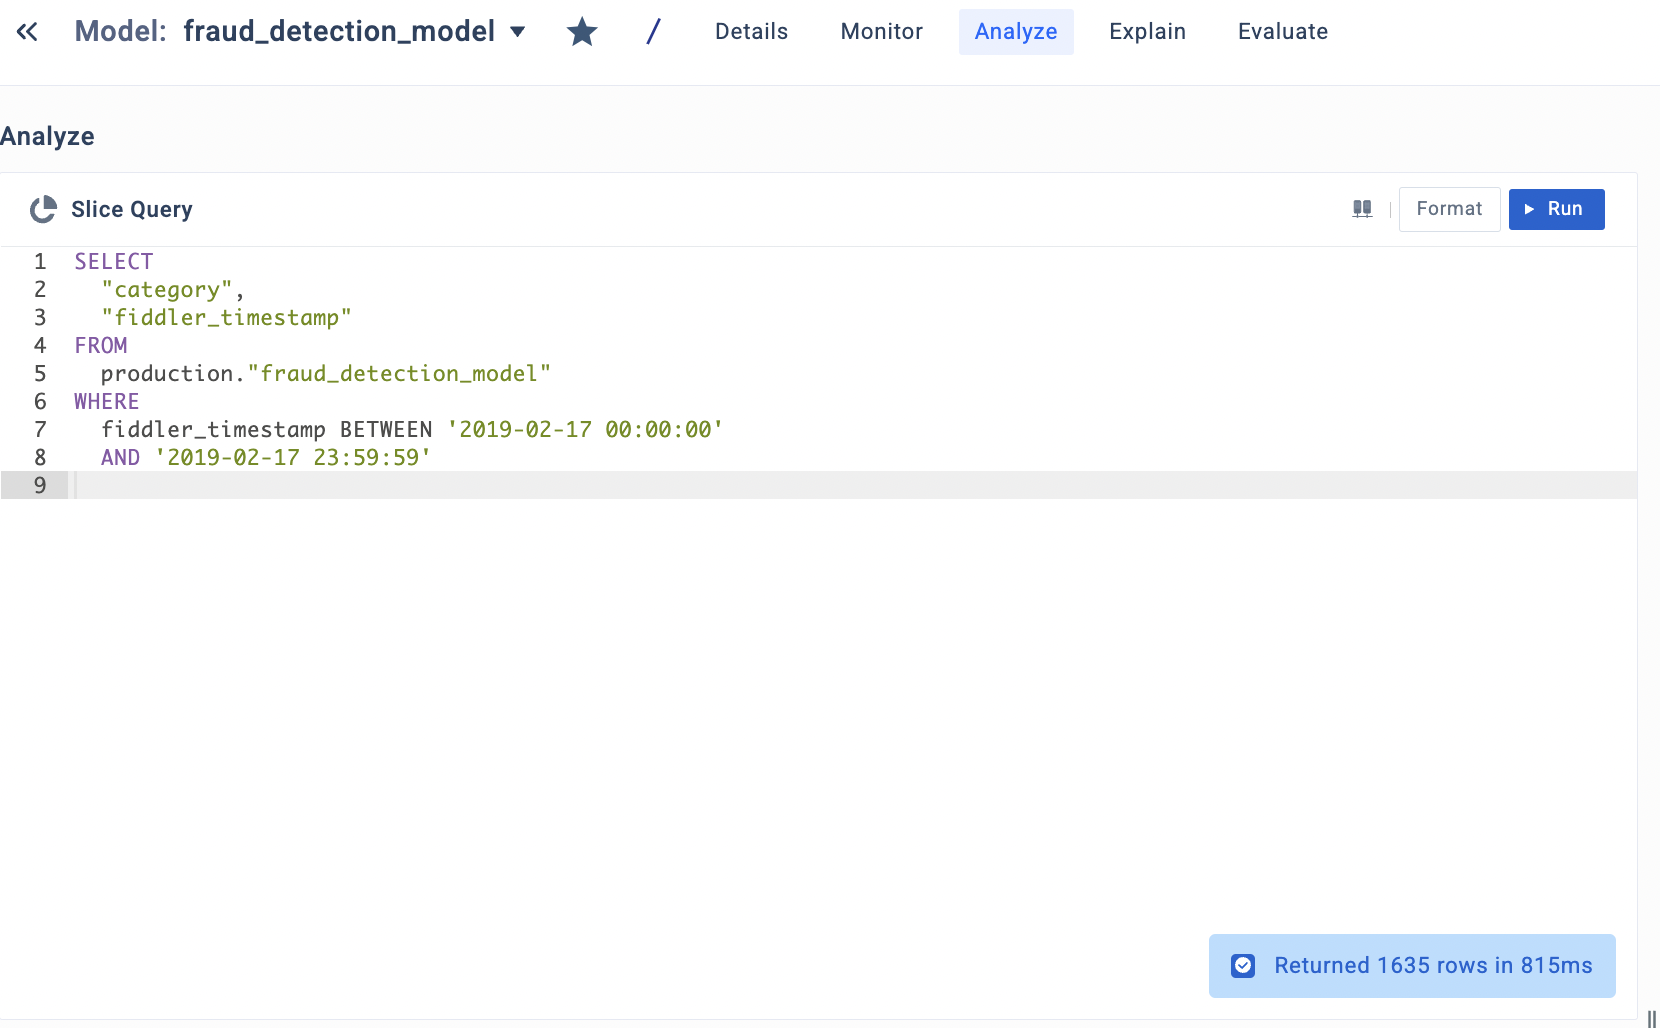 Model: fraud_detection_model / Details Monitor Analyze Explain Evaluate
Analyze
Slice Query Format Run
1 SELECT
2 "category",
3 "fiddler_timestamp"
4 FROM
5 production."fraud_detection_model"
6 WHERE
7 fiddler_timestamp BETWEEN '2019-02-17 00:00:00'
8 AND '2019-02-17 23:59:59'
9
Returned 1635 rows in 815ms